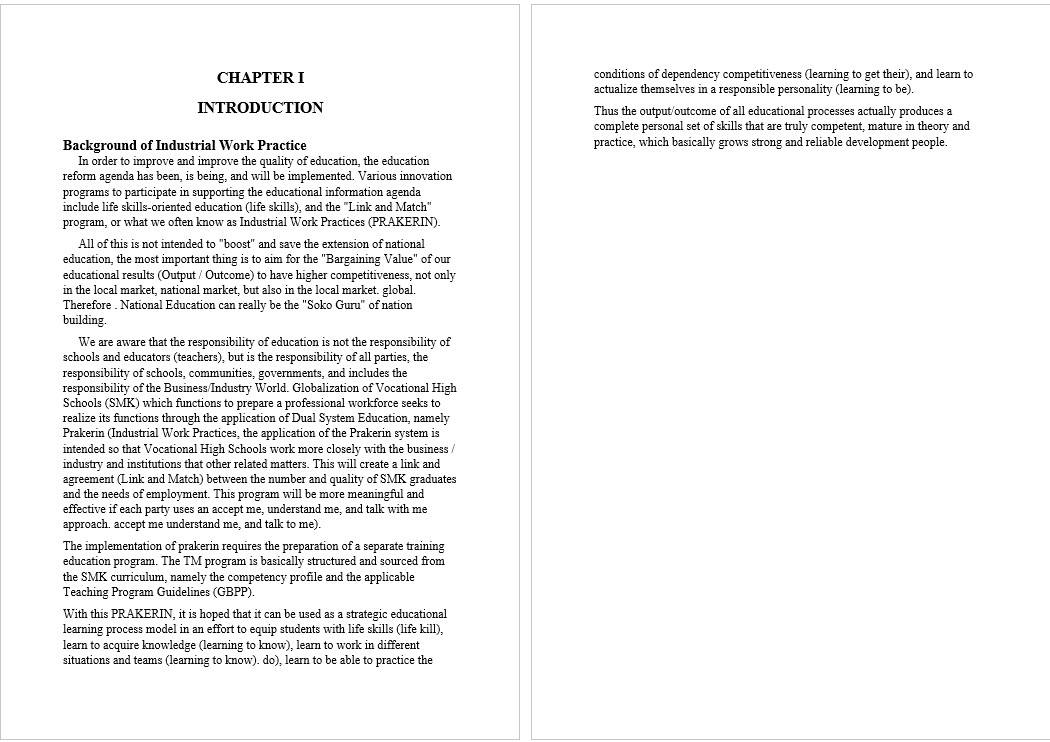 CHAPTER I
INTRODUCTION
Background of Industrial Work Practice
In order to improve and improve the quality of education, the education
reform agenda has been, is being, and will be implemented. Various innovation
programs to participate in supporting the educational information agenda
include life skills-oriented education (life skills), and the "Link and Match"
program, or what we often know as Industrial Work Practices (PRAKERIN).
All of this is not intended to "boost" and save the extension of national
education, the most important thing is to aim for the "Bargaining Value" of our
educational results (Output / Outcome) to have higher competitiveness, not only
in the local market, national market, but also in the local market. global.
Therefore . National Education can really be the "Soko Guru" of nation
building.
We are aware that the responsibility of education is not the responsibility of
schools and educators (teachers), but is the responsibility of all parties, the
responsibility of schools, communities, governments, and includes the
responsibility of the Business/Industry World. Globalization of Vocational High
Schools (SMK) which functions to prepare a professional workforce seeks to
realize its functions through the application of Dual System Education, namely
Prakerin (Industrial Work Practices, the application of the Prakerin system is
intended so that Vocational High Schools work more closely with the business /
industry and institutions that other related matters. This will create a link and
agreement (Link and Match) between the number and quality of SMK graduates
and the needs of employment. This program will be more meaningful and
effective if each party uses an accept me, understand me, and talk with me
approach. accept me understand me, and talk to me).
The implementation of prakerin requires the preparation of a separate training
education program. The TM program is basically structured and sourced from
the SMK curriculum, namely the competency profile and the applicable
Teaching Program Guidelines (GBPP).
With this PRAKERIN, it is hoped that it can be used as a strategic educational
learning process model in an effort to equip students with life skills (life kill),
learn to acquire knowledge (learning to know), learn to work in different
situations and teams (learning to know). do), learn to be able to practice the
conditions of dependency competitiveness (learning to get their), and learn to
actualize themselves in a responsible personality (learning to be).
Thus the output/outcome of all educational processes actually produces a
complete personal set of skills that are truly competent, mature in theory and
practice, which basically grows strong and reliable development people.